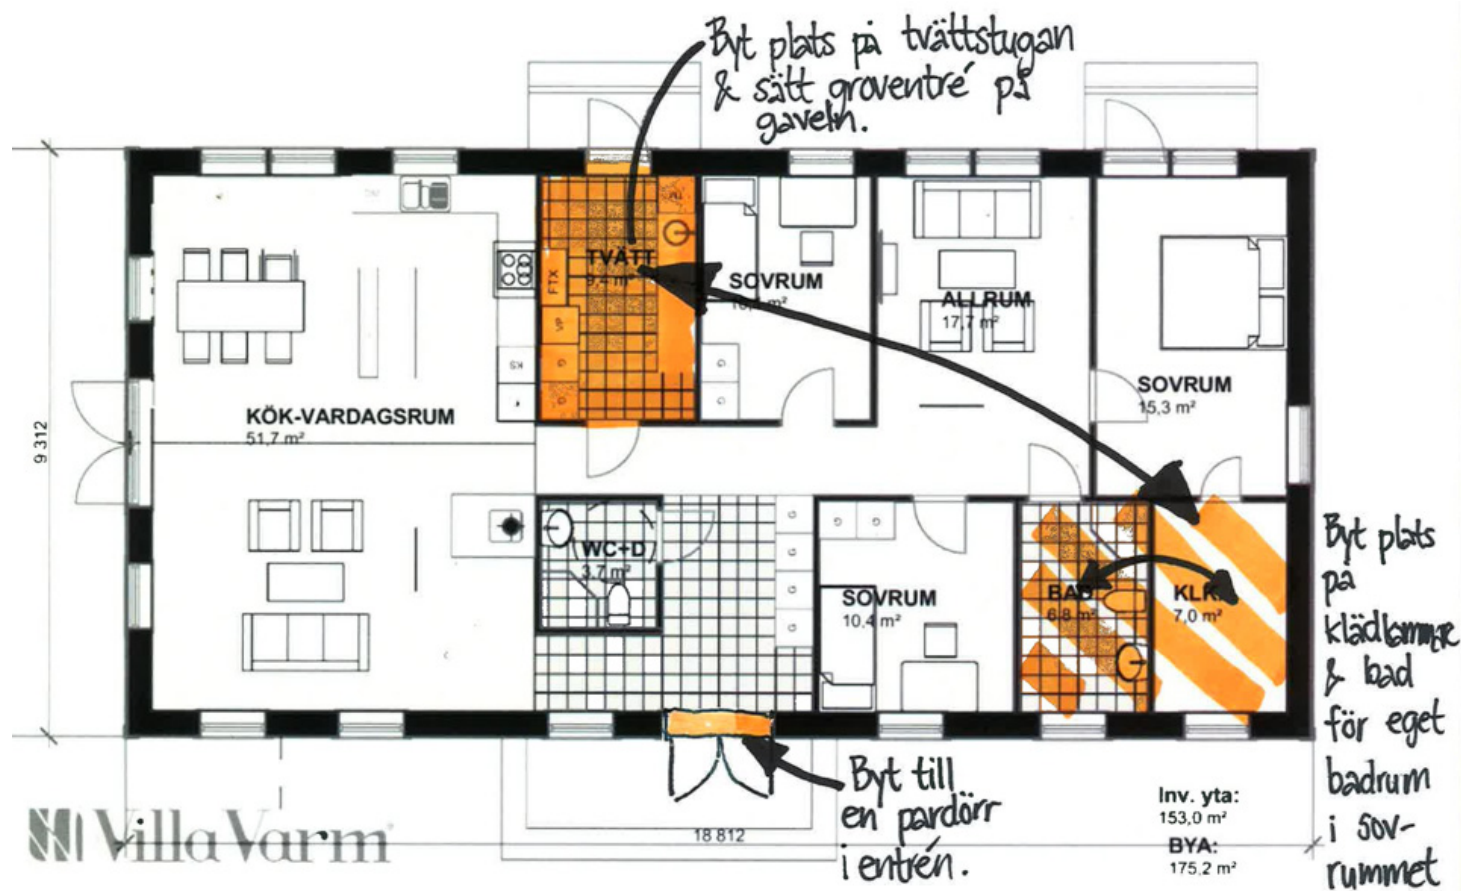 Byt plats på tvättstugan
& sätt groventré på
gaveln.
TM
TVÄTT
9,4 m²
FTX
VP
G
G
SOVRUM
ALLRUM
17,7 m²
SOVRUM
15,3 m²
KS
KÖK-VARDAGSRUM
51,7 m²
9 312
WC+D
3,7 m²
G
G
G
G
G
G
SOVRUM
10,4 m²
BAD
6,8 m²
KLK
7,0 m²
Byt plats
på
klädkammare
& bad
för eget
badrum
i sov-
rummet
Byt till
en pardörr
i entrén.
Inv. yta:
153,0 m²
BYA:
175,2 m²
18 812
VillaVarm